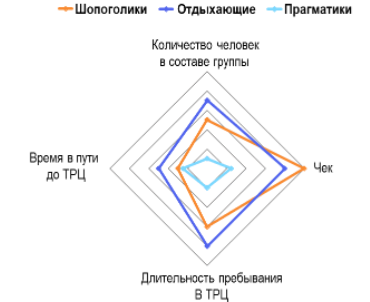 Шопоголики Отдыхающие Прагматики
Количество человек
в составе группы
Время в пути
до ТРЦ
Чек
Длительность пребывания
В ТРЦ